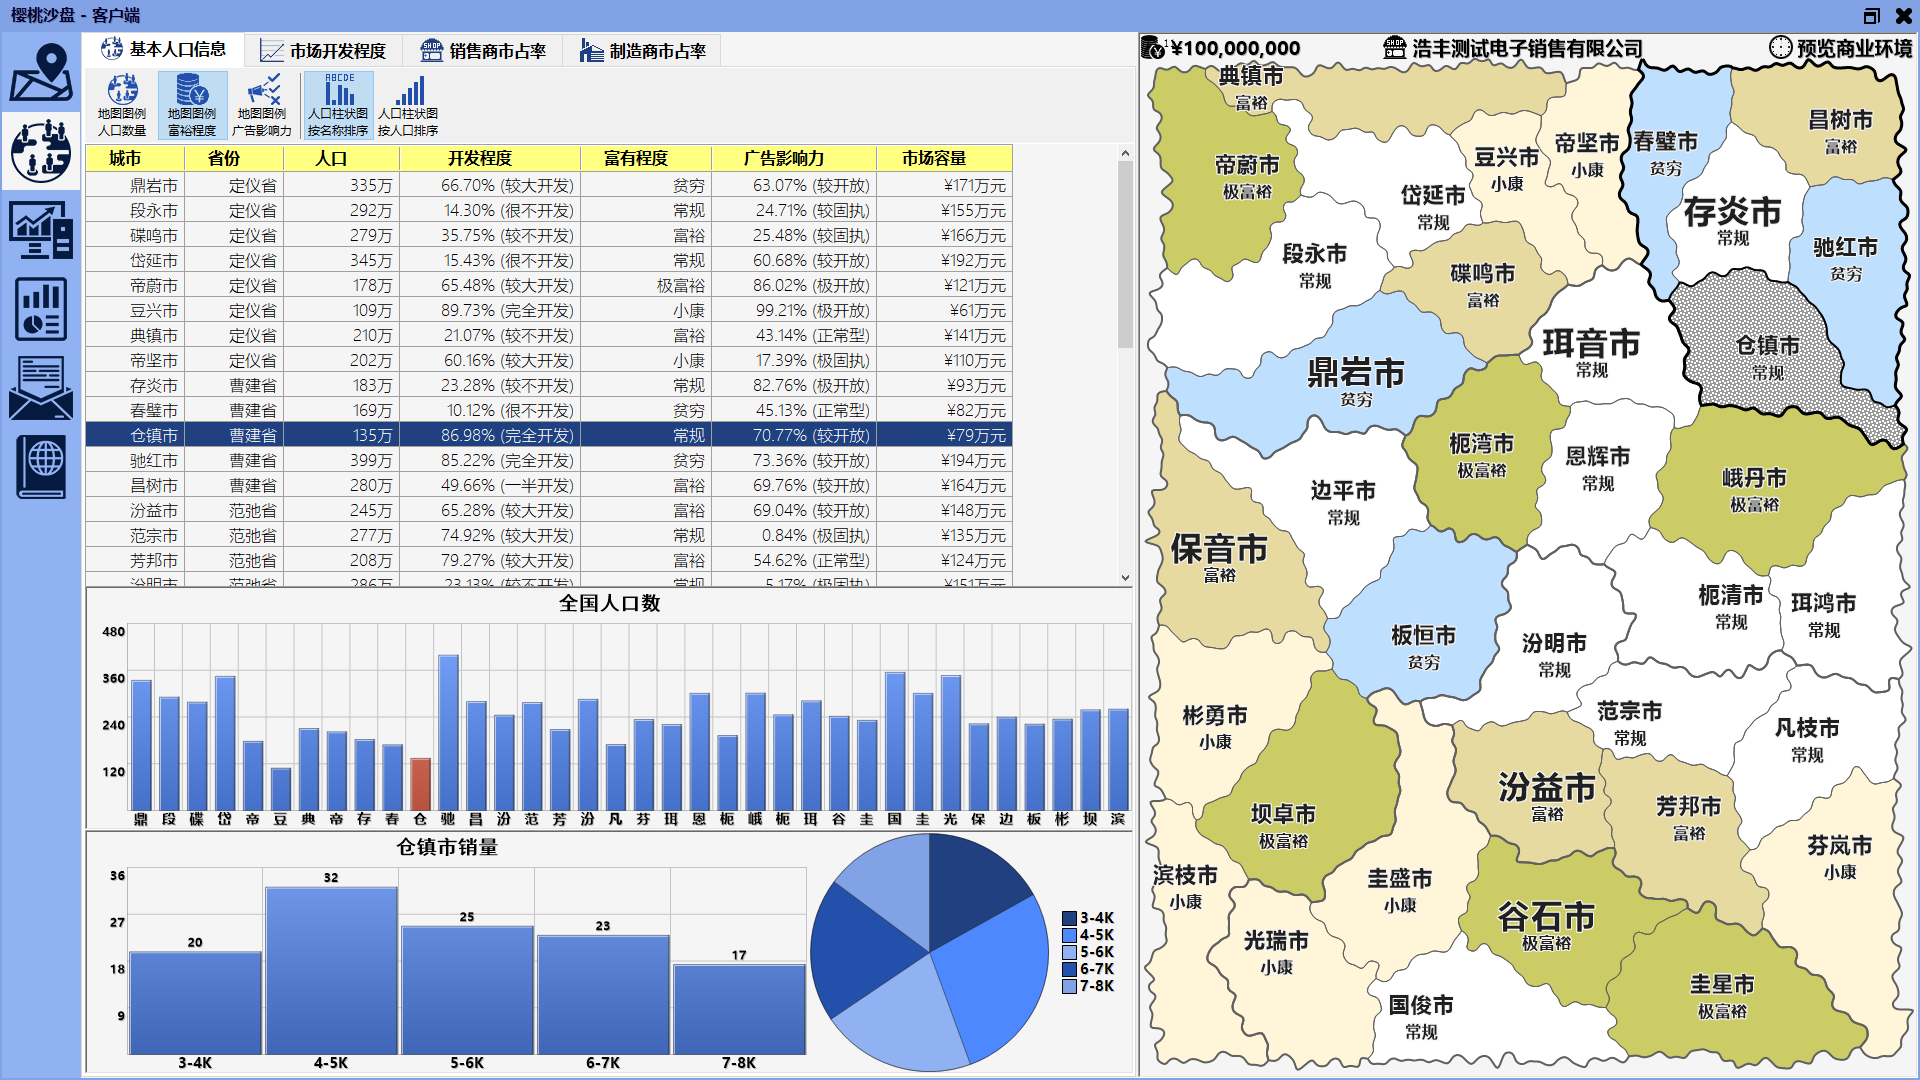 樱桃沙盘 - 客户端
基本人口信息 市场开发程度 销售商市占率 制造商市占率
地图图例 人口数量
地图图例 富裕程度
地图图例 广告影响力
ABCDE 人口柱状图 按名称排序
人口柱状图 按人口排序
城市 省份 人口 开发程度 富有程度 广告影响力 市场容量
鼎岩市 定仪省 335万 66.70% (较大开发) 贫穷 63.07% (较开放) ¥171万元
段永市 定仪省 292万 14.30% (很不开发) 常规 24.71% (较固执) ¥155万元
碟鸣市 定仪省 279万 35.75% (较不开发) 富裕 25.48% (较固执) ¥166万元
岱延市 定仪省 345万 15.43% (很不开发) 常规 60.68% (较开放) ¥192万元
帝蔚市 定仪省 178万 65.48% (较大开发) 极富裕 86.02% (极开放) ¥121万元
豆兴市 定仪省 109万 89.73% (完全开发) 小康 99.21% (极开放) ¥61万元
典镇市 定仪省 210万 21.07% (较不开发) 富裕 43.14% (正常型) ¥141万元
帝坚市 定仪省 202万 60.16% (较大开发) 小康 17.39% (极固执) ¥110万元
存炎市 曹建省 183万 23.28% (较不开发) 常规 82.76% (极开放) ¥93万元
春璧市 曹建省 169万 10.12% (很不开发) 贫穷 45.13% (正常型) ¥82万元
仓镇市 曹建省 135万 86.98% (完全开发) 常规 70.77% (较开放) ¥79万元
驰红市 曹建省 399万 85.22% (完全开发) 贫穷 73.36% (较开放) ¥194万元
昌树市 曹建省 280万 49.66% (一半开发) 富裕 69.76% (较开放) ¥164万元
汾益市 范弛省 245万 65.28% (较大开发) 富裕 69.04% (较开放) ¥148万元
范宗市 范弛省 277万 74.92% (较大开发) 常规 0.84% (极固执) ¥135万元
芳邦市 范弛省 208万 79.27% (较大开发) 富裕 54.62% (正常型) ¥124万元
汾明市 范弛省 286万 23.13% (较不开发) 常规 5.17% (极固执) ¥151万元
全国人口数
480
360
240
120
鼎 段 碟 岱 帝 豆 典 帝 存 春 仓 驰 昌 汾 范 芳 汾 凡 芬 珥 恩 枙 峨 枙 珥 谷 圭 国 圭 光 保 边 板 彬 坝 滨
仓镇市销量
36
27
18
9
20 32 25 23 17
3-4K 4-5K 5-6K 6-7K 7-8K
3-4K
4-5K
5-6K
6-7K
7-8K
1 ¥100,000,000
SHOP 浩丰测试电子销售有限公司
预览商业环境
典镇市
富裕
昌树市
富裕
春璧市
贫穷
帝坚市
小康
豆兴市
小康
帝蔚市
极富裕
岱延市
常规
存炎市
常规
驰红市
贫穷
段永市
常规
碟鸣市
富裕
珥音市
常规
仓镇市
常规
鼎岩市
贫穷
枙湾市
极富裕
恩辉市
常规
峨丹市
极富裕
边平市
常规
保音市
富裕
枙清市
常规
珥鸿市
常规
板恒市
贫穷
汾明市
常规
彬勇市
小康
范宗市
常规
凡枝市
常规
汾益市
富裕
坝卓市
极富裕
芳邦市
富裕
芬岚市
小康
滨枝市
小康
圭盛市
小康
谷石市
极富裕
光瑞市
小康
国俊市
常规
圭星市
极富裕